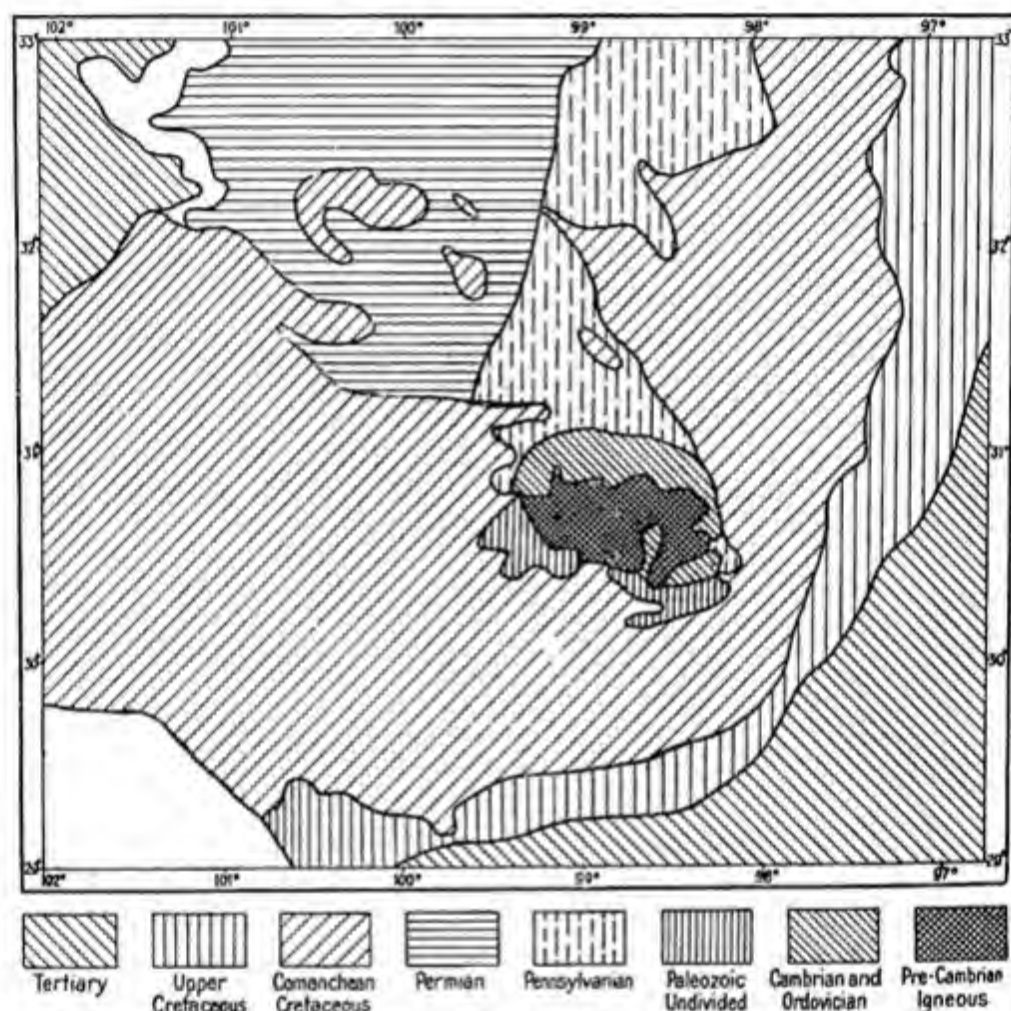 102° 101° 100° 99° 98° 97°
33° 33°
32° 32°
31° 31°
30° 30°
29° 29°
102° 101° 100° 99° 98° 97°
Tertiary
Upper
Cretaceous
Comanchean
Cretaceous
Permian
Pennsylvanian
Paleozoic
Undivided
Cambrian and
Ordovician
Pre-Cambrian
Igneous